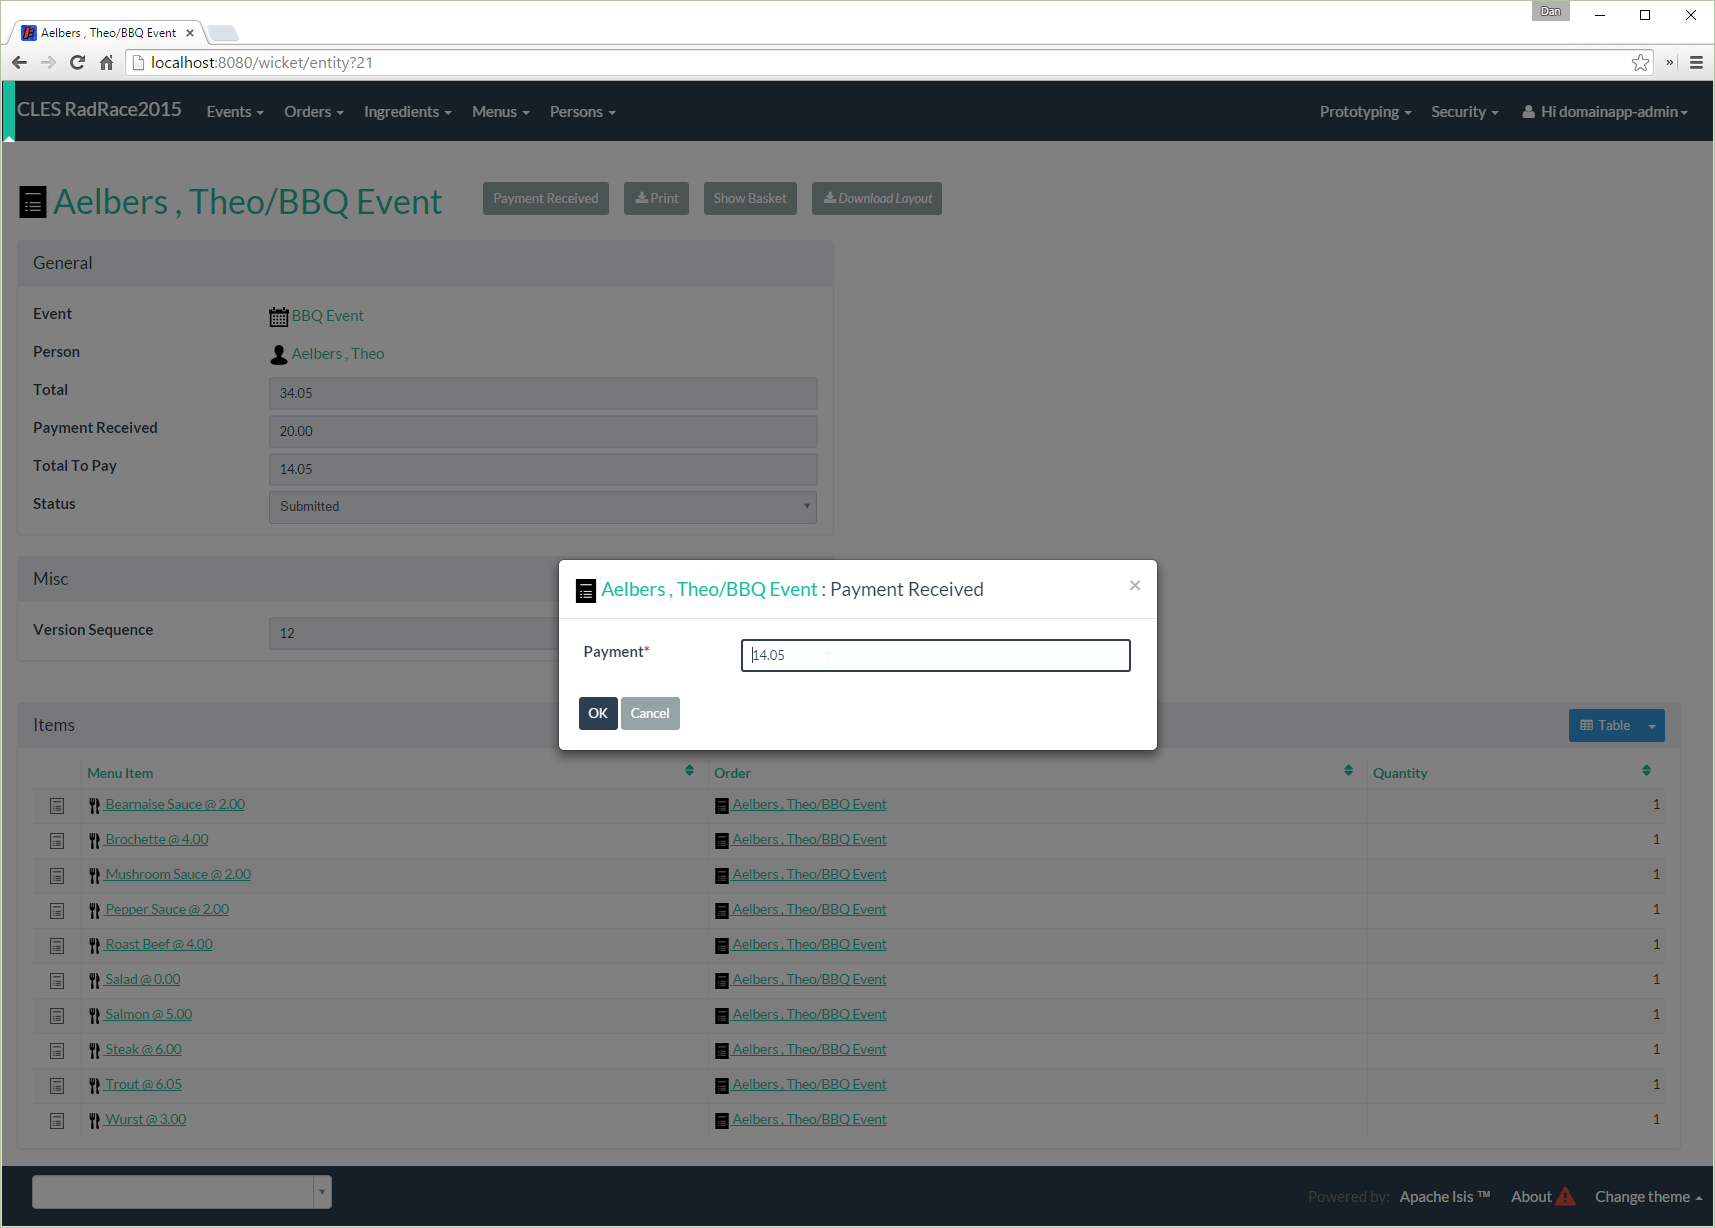 Dan
Aelbers , Theo/BBQ Event
localhost:8080/wicket/entity?21
CLES RadRace2015 Events Orders Ingredients Menus Persons Prototyping Security Hi domainapp-admin
Aelbers , Theo/BBQ Event Payment Received Print Show Basket Download Layout
General
Event BBQ Event
Person Aelbers , Theo
Total 34.05
Payment Received 20.00
Total To Pay 14.05
Status Submitted
Misc
Version Sequence 12
Aelbers , Theo/BBQ Event : Payment Received
Payment* 14.05
OK Cancel
Items Table
Menu Item Order Quantity
Bearnaise Sauce @ 2.00 Aelbers , Theo/BBQ Event 1
Brochette @ 4.00 Aelbers , Theo/BBQ Event 1
Mushroom Sauce @ 2.00 Aelbers , Theo/BBQ Event 1
Pepper Sauce @ 2.00 Aelbers , Theo/BBQ Event 1
Roast Beef @ 4.00 Aelbers , Theo/BBQ Event 1
Salad @ 0.00 Aelbers , Theo/BBQ Event 1
Salmon @ 5.00 Aelbers , Theo/BBQ Event 1
Steak @ 6.00 Aelbers , Theo/BBQ Event 1
Trout @ 6.05 Aelbers , Theo/BBQ Event 1
Wurst @ 3.00 Aelbers , Theo/BBQ Event 1
Powered by: Apache Isis ™ About Change theme